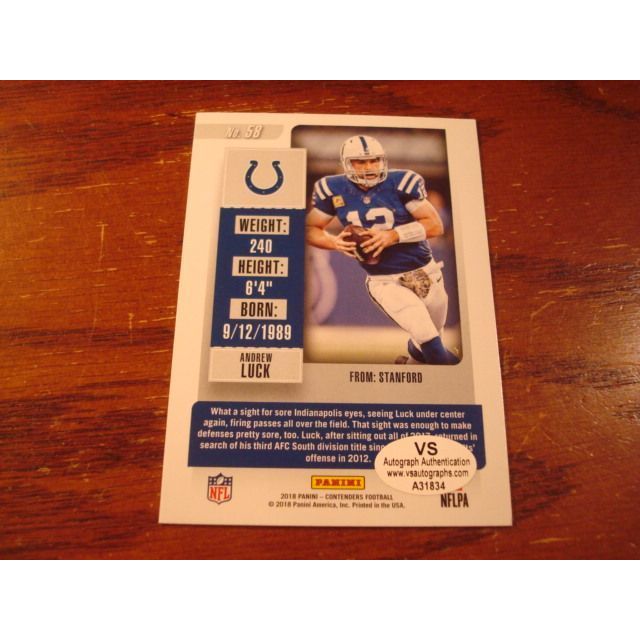 No. 58
WEIGHT:
240
HEIGHT:
6'4"
BORN:
9/12/1989
ANDREW
LUCK
12
12
FROM: STANFORD
What a sight for sore Indianapolis eyes, seeing Luck under center
again, firing passes all over the field. That sight was enough to make
defenses pretty sore, too. Luck, after sitting out all of 2017, returned in
search of his third AFC South division title
offense in 2012.
VS
Autograph Authentication
www.vsautographs.com
A31834
NFL
PANINI
NFLPA
2018 PANINI – CONTENDERS FOOTBALL
© 2018 Panini America, Inc. Printed in the USA.